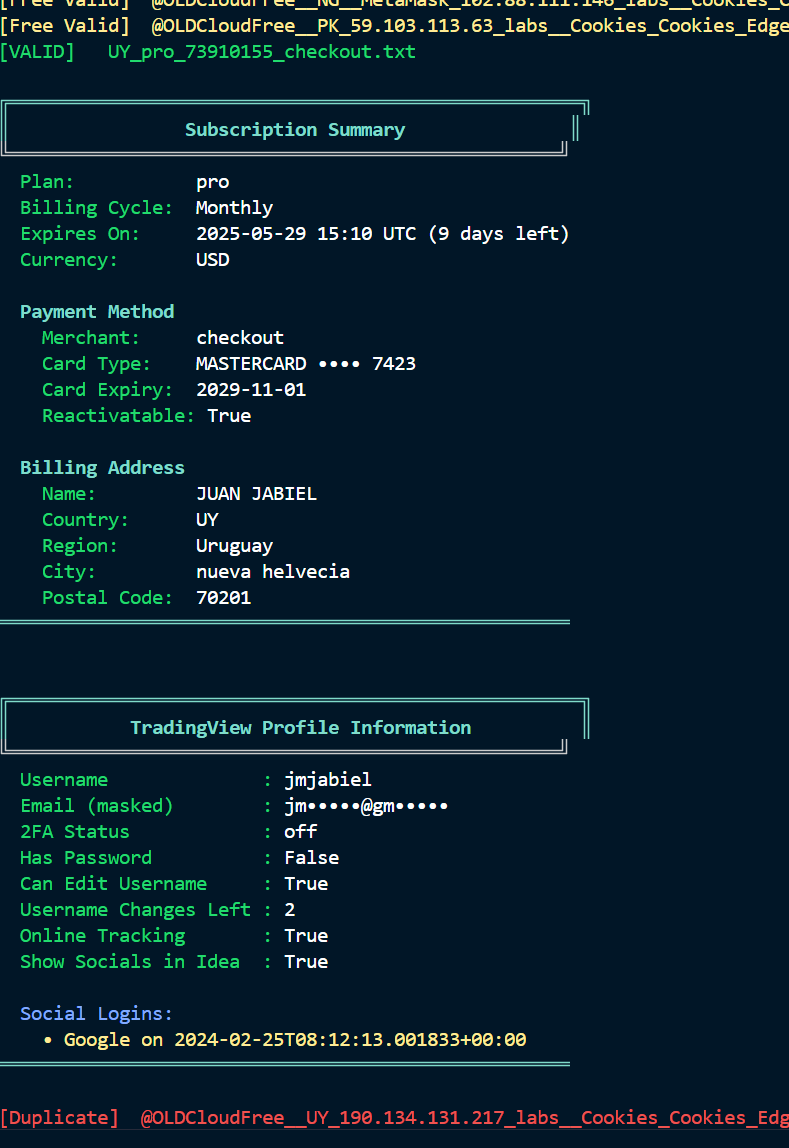 [Free Valid] @OLDCloudFree__NG__MetaMask_102.88.111.146_labs__Cookies_C
[Free Valid] @OLDCloudFree__PK_59.103.113.63_labs__Cookies_Cookies_Edge
[VALID] UY_pro_73910155_checkout.txt
Subscription Summary
Plan: pro
Billing Cycle: Monthly
Expires On: 2025-05-29 15:10 UTC (9 days left)
Currency: USD
Payment Method
Merchant: checkout
Card Type: MASTERCARD •••• 7423
Card Expiry: 2029-11-01
Reactivatable: True
Billing Address
Name: JUAN JABIEL
Country: UY
Region: Uruguay
City: nueva helvecia
Postal Code: 70201
TradingView Profile Information
Username : jmjabiel
Email (masked) : jm•••••@gm•••••
2FA Status : off
Has Password : False
Can Edit Username : True
Username Changes Left : 2
Online Tracking : True
Show Socials in Idea : True
Social Logins:
• Google on 2024-02-25T08:12:13.001833+00:00
[Duplicate] @OLDCloudFree__UY_190.134.131.217_labs__Cookies_Cookies_Edg